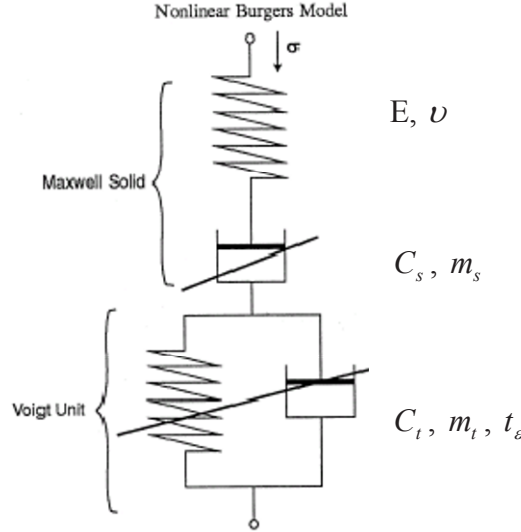 Nonlinear Burgers Model
σ
E, υ
Maxwell Solid
C_s , m_s
Voigt Unit
C_t , m_t , t_ε